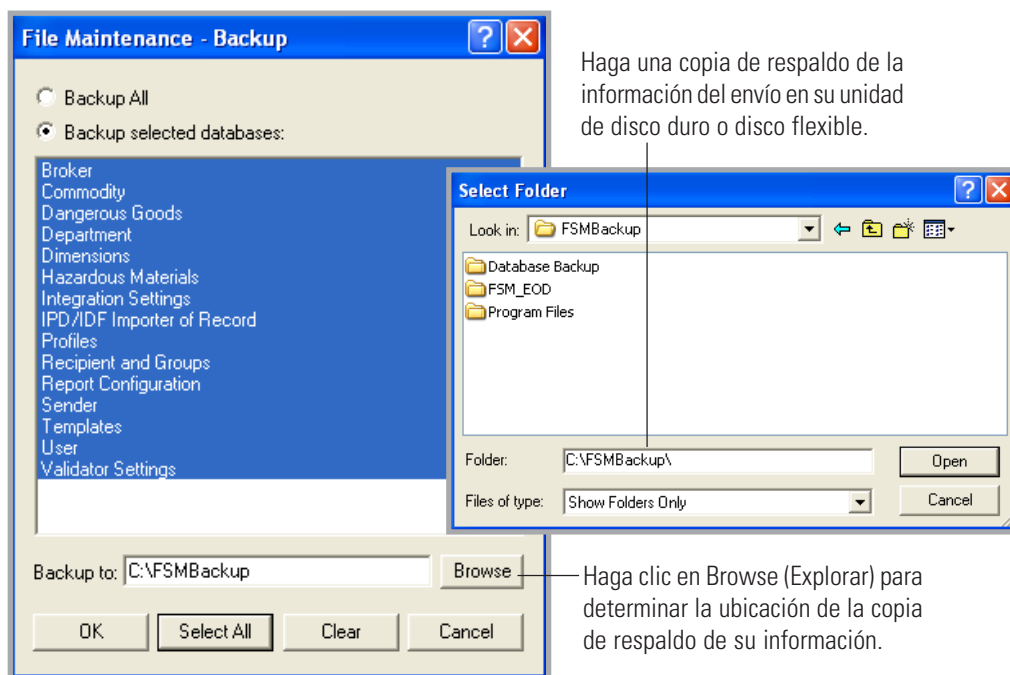 File Maintenance - Backup
Backup All
Backup selected databases:
Broker
Commodity
Dangerous Goods
Department
Dimensions
Hazardous Materials
Integration Settings
IPD/IDF Importer of Record
Profiles
Recipient and Groups
Report Configuration
Sender
Templates
User
Validator Settings
Backup to: C:\FSMBackup Browse
OK Select All Clear Cancel
Haga una copia de respaldo de la
información del envío en su unidad
de disco duro o disco flexible.
Select Folder
Look in: FSMBackup
Database Backup
FSM_EOD
Program Files
Folder: C:\FSMBackup\ Open
Files of type: Show Folders Only Cancel
Haga clic en Browse (Explorar) para
determinar la ubicación de la copia
de respaldo de su información.